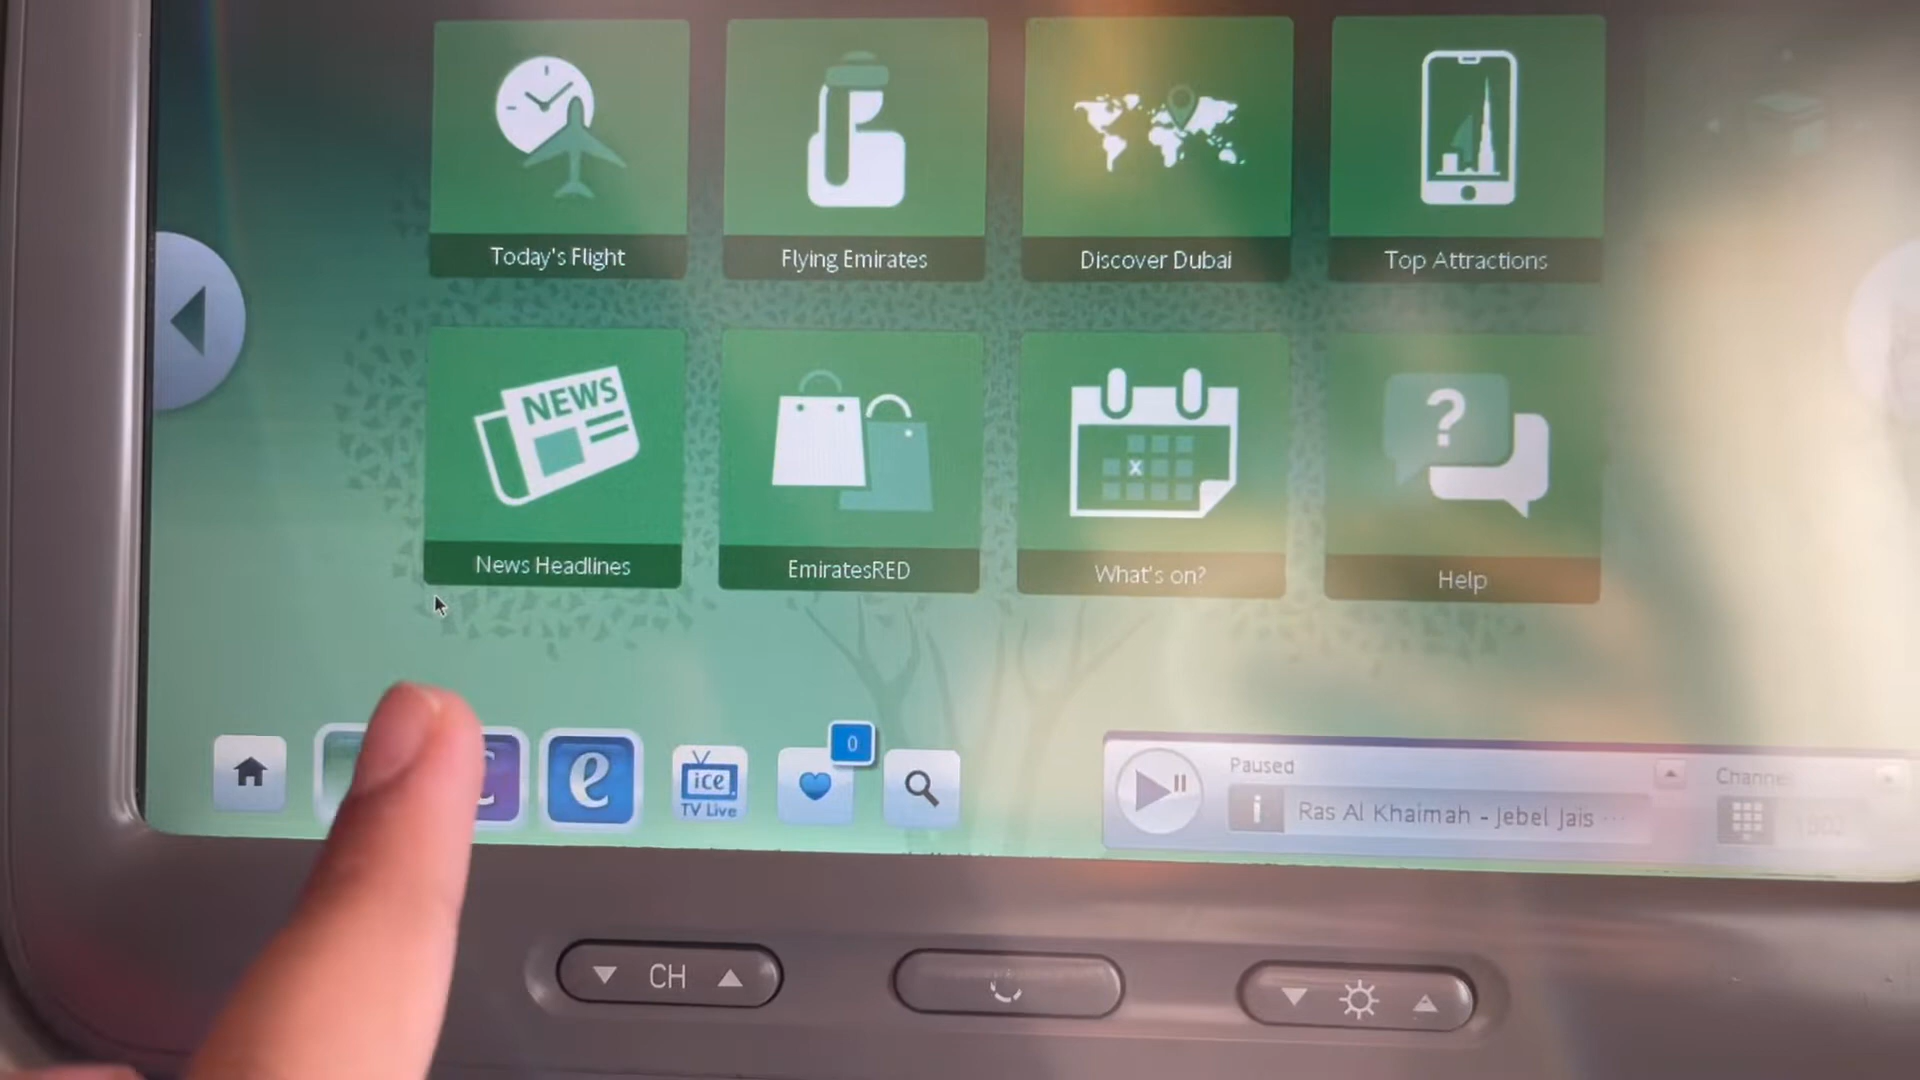 Today's Flight
Flying Emirates
Discover Dubai
Top Attractions
NEWS
?
x
News Headlines
EmiratesRED
What's on?
Help
c
e
ice
TV Live
0
Paused
i
Ras Al Khaimah - Jebel Jais ...
CH